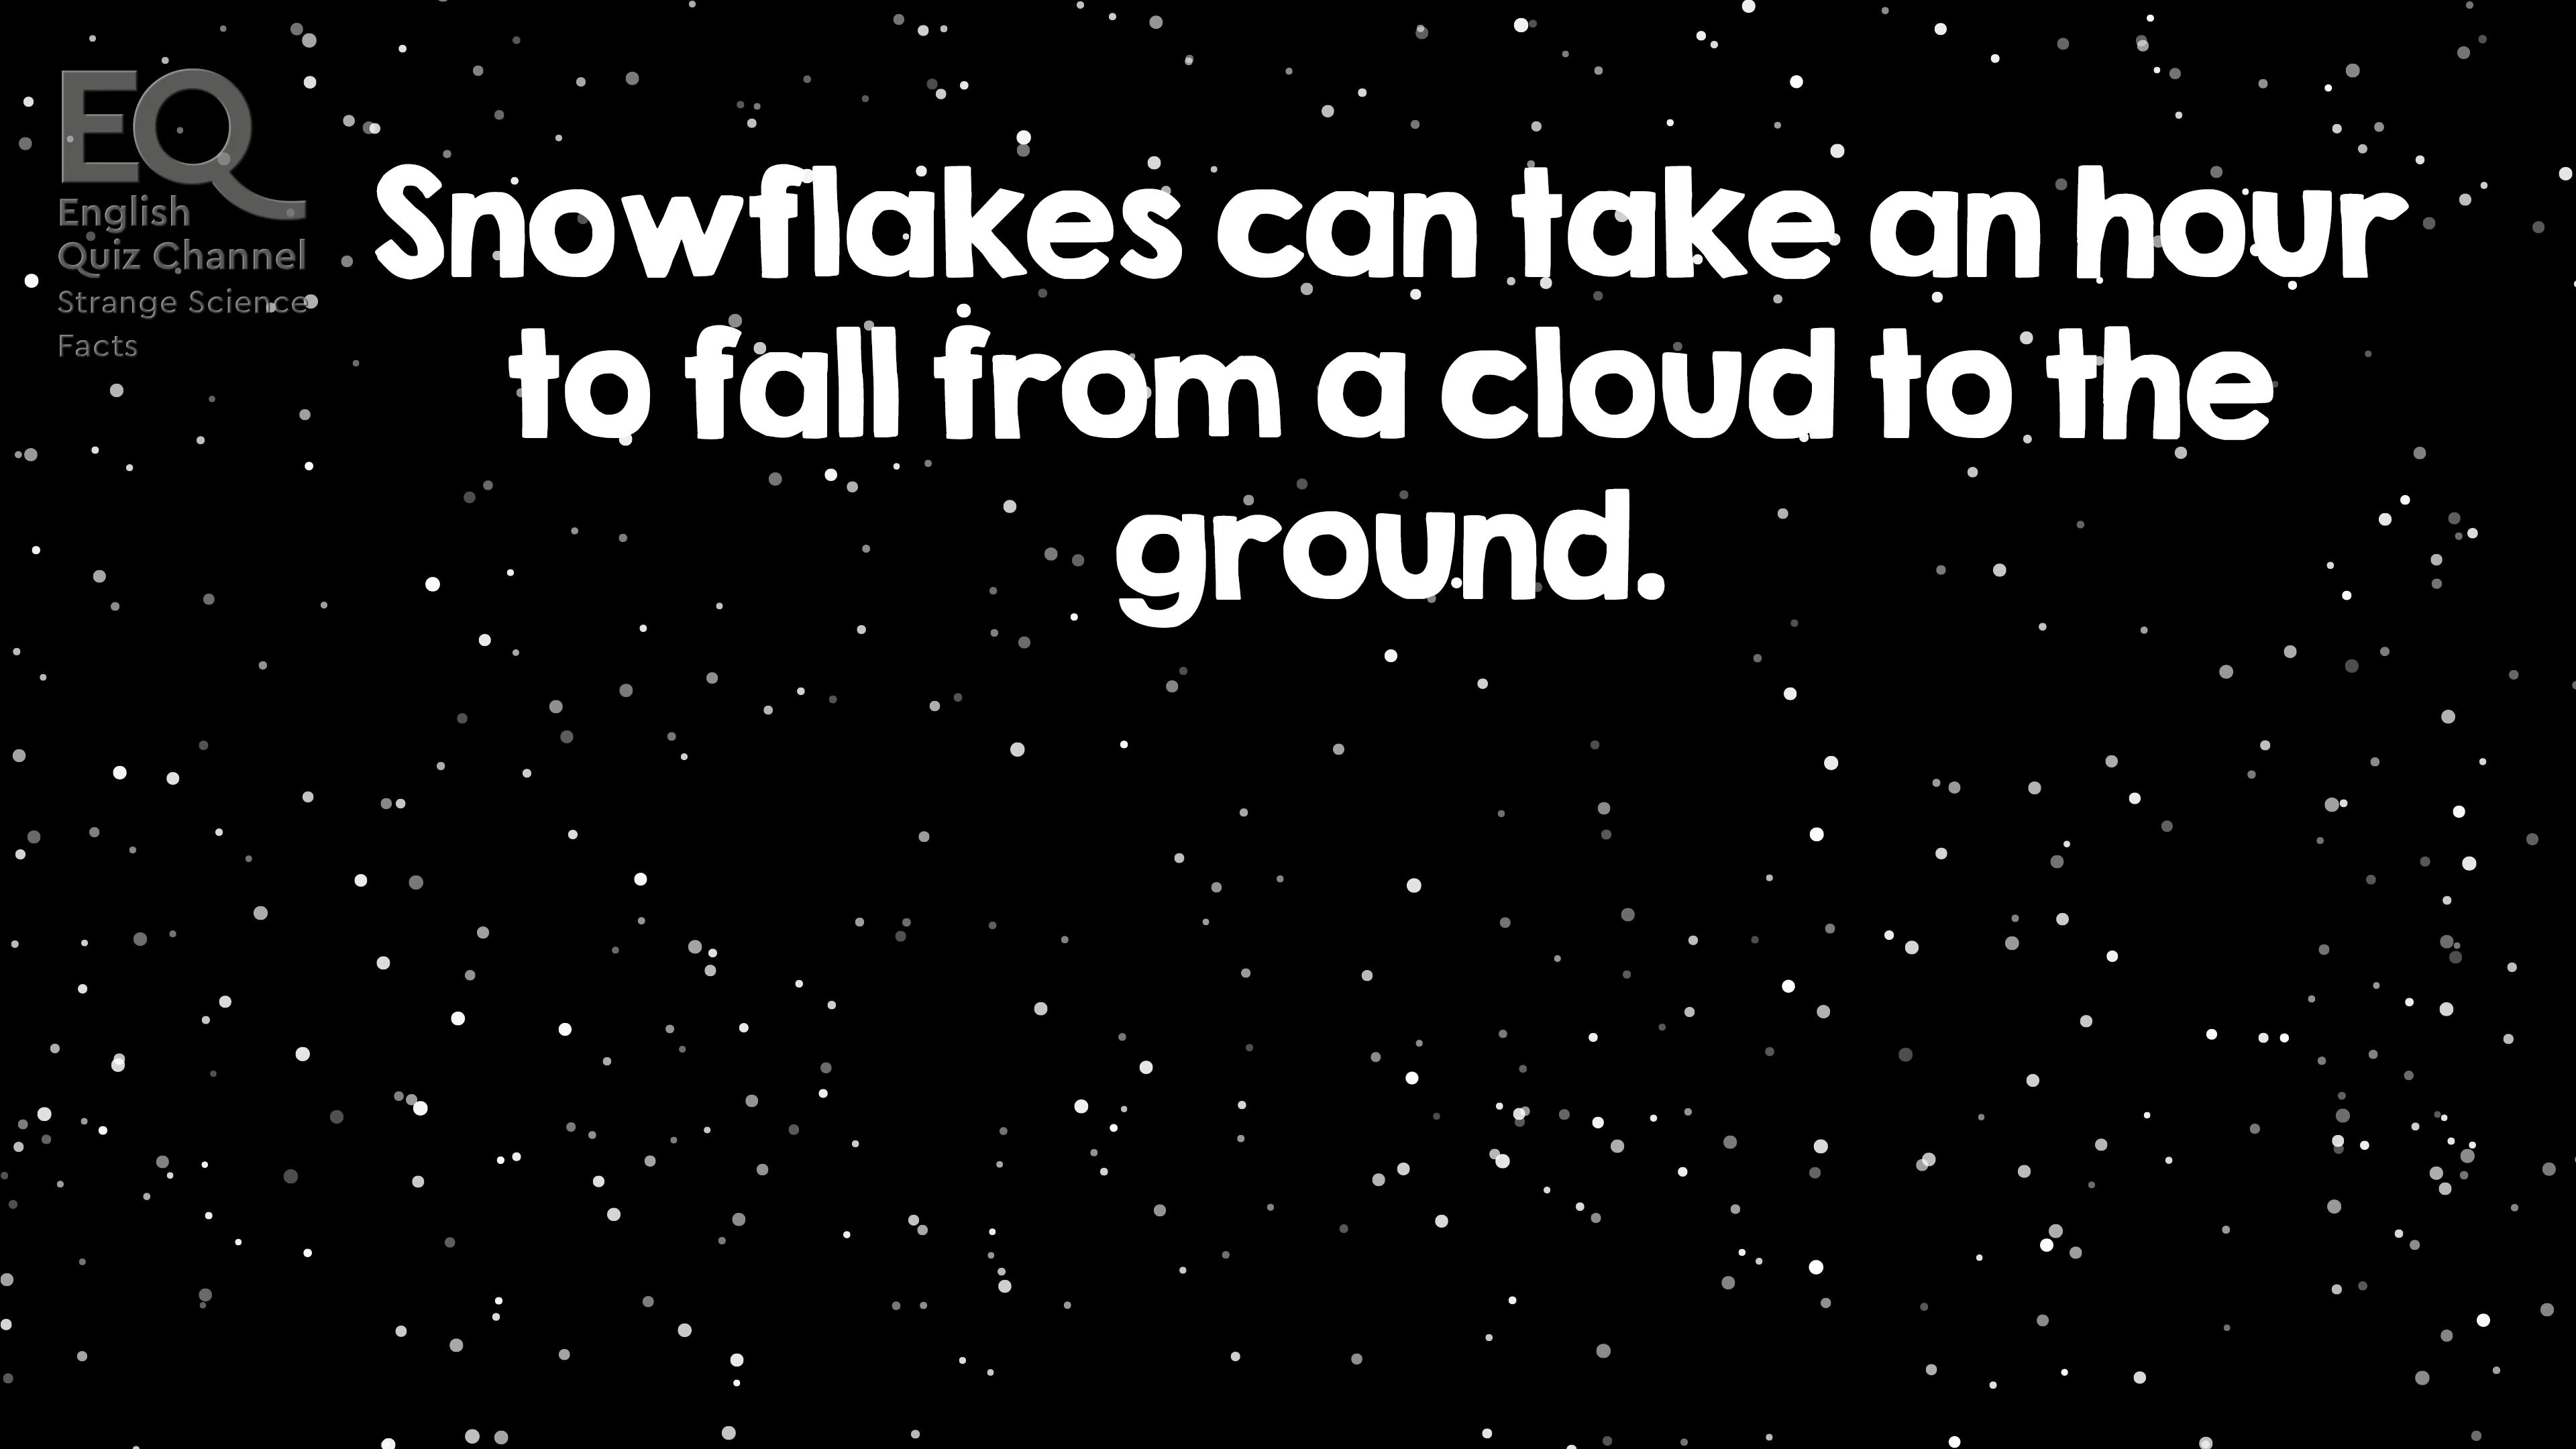 EQ
English
Quiz Channel
Strange Science
Facts
Snowflakes can take an hour
to fall from a cloud to the
ground.